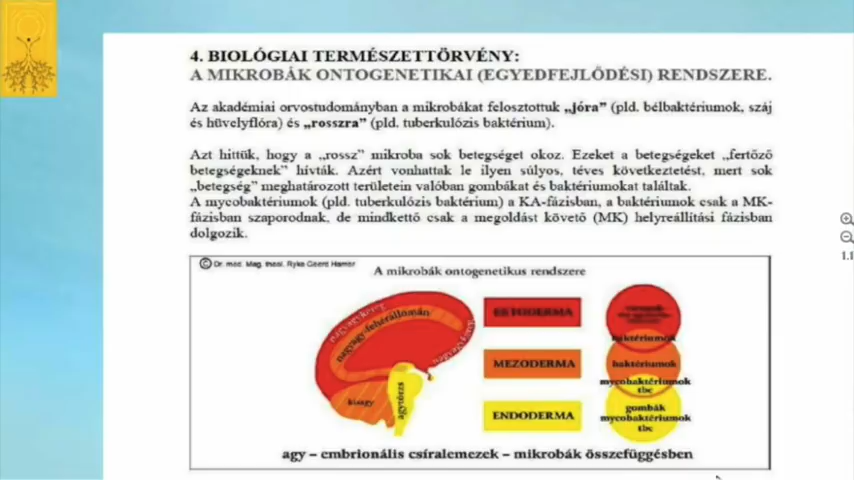 4. BIOLÓGIAI TERMÉSZETTÖRVÉNY:
A MIKROBÁK ONTOGENETIKAI (EGYEDFEJLŐDÉSI) RENDSZERE.
Az akadémiai orvostudományban a mikrobákat felosztottuk „jóra” (pld. bélbaktériumok, száj
és hüvelyflóra) és „rosszra” (pld. tuberkulózis baktérium).
Azt hittük, hogy a „rossz” mikroba sok betegséget okoz. Ezeket a betegségeket „fertőző
betegségeknek” hívták. Azért vonhattak le ilyen súlyos, téves következtetést, mert sok
„betegség” meghatározott területein valóban gombákat és baktériumokat találtak.
A mycobaktériumok (pld. tuberkulózis baktérium) a KA-fázisban, a baktériumok csak a MK-
fázisban szaporodnak, de mindkettő csak a megoldást követő (MK) helyreállítási fázisban
dolgozik.
© Dr. med. Mag. theol. Ryke Geerd Hamer
A mikrobák ontogenetikus rendszere
nagyagykéreg
nagyagy-fehérállomán
kisagy
agytörzs
EKTODERMA
baktériumok
MEZODERMA
baktériumok
mycobaktériumok
tbc
ENDODERMA
gombák
mycobaktériumok
tbc
agy – embrionális csíralemezek – mikrobák összefüggésben
1.1